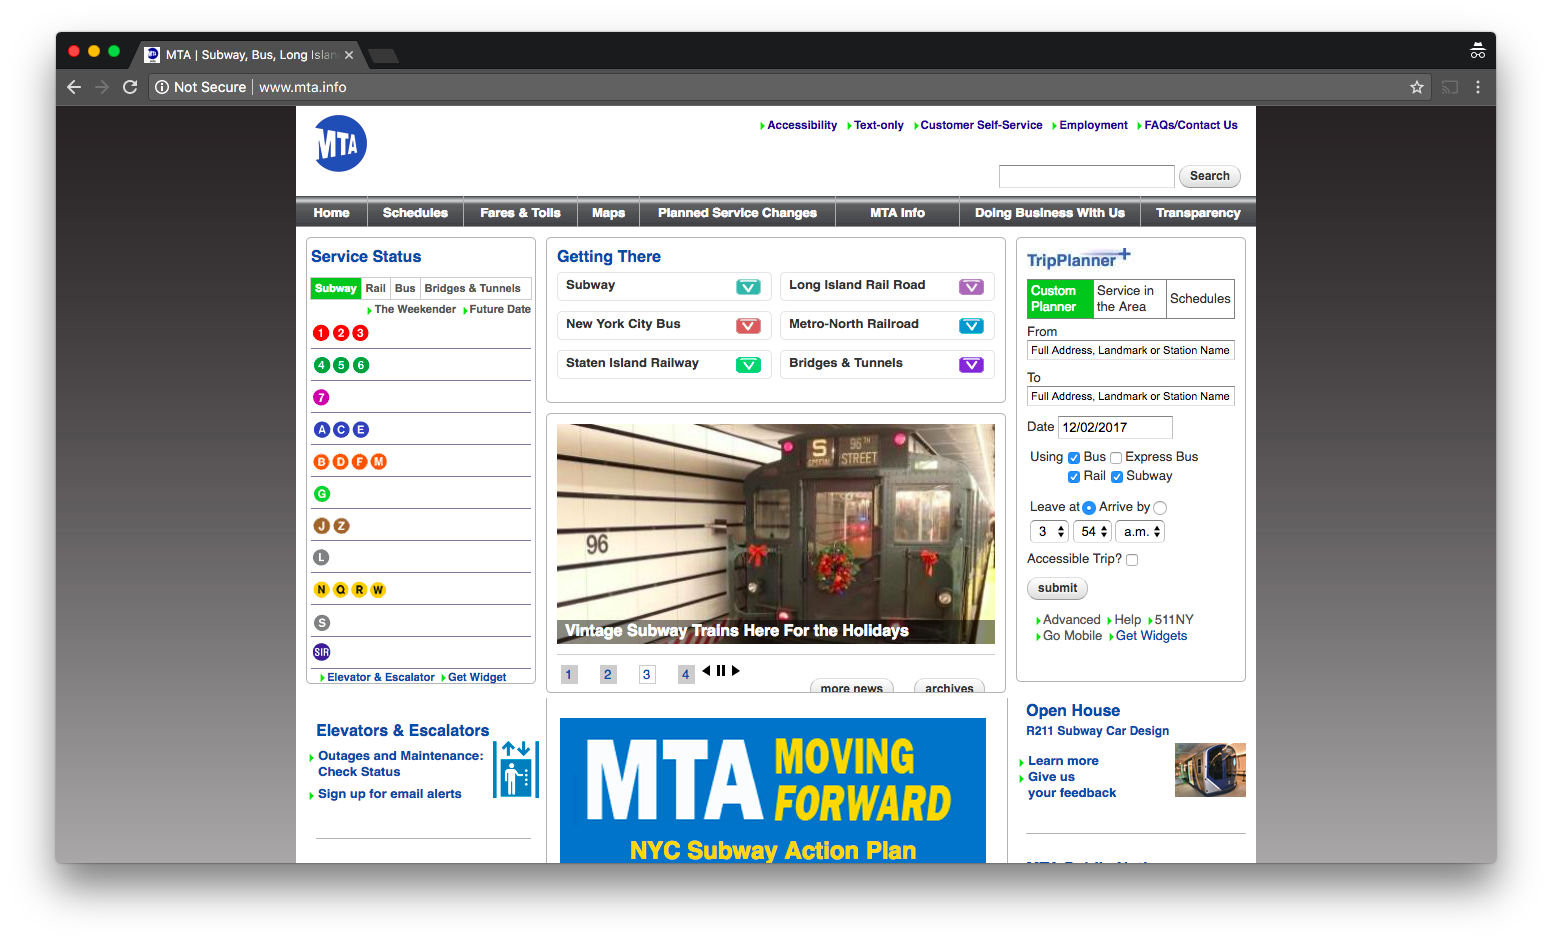 MTA | Subway, Bus, Long Islan
Not Secure | www.mta.info
MTA
Accessibility Text-only Customer Self-Service Employment FAQs/Contact Us
Search
Home Schedules Fares & Tolls Maps Planned Service Changes MTA Info Doing Business With Us Transparency
Service Status
Subway Rail Bus Bridges & Tunnels
The Weekender Future Date
1 2 3
4 5 6
7
A C E
B D F M
G
J Z
L
N Q R W
S
SIR
Elevator & Escalator Get Widget
Elevators & Escalators
Outages and Maintenance:
Check Status
Sign up for email alerts
Getting There
Subway Long Island Rail Road
New York City Bus Metro-North Railroad
Staten Island Railway Bridges & Tunnels
S
SPECIAL
96TH
STREET
96
Vintage Subway Trains Here For the Holidays
1 2 3 4
more news archives
MTA MOVING
FORWARD
NYC Subway Action Plan
TripPlanner+
Custom
Planner
Service in
the Area
Schedules
From
Full Address, Landmark or Station Name
To
Full Address, Landmark or Station Name
Date 12/02/2017
Using Bus Express Bus
Rail Subway
Leave at Arrive by
3 54 a.m.
Accessible Trip?
submit
Advanced Help 511NY
Go Mobile Get Widgets
Open House
R211 Subway Car Design
Learn more
Give us
your feedback